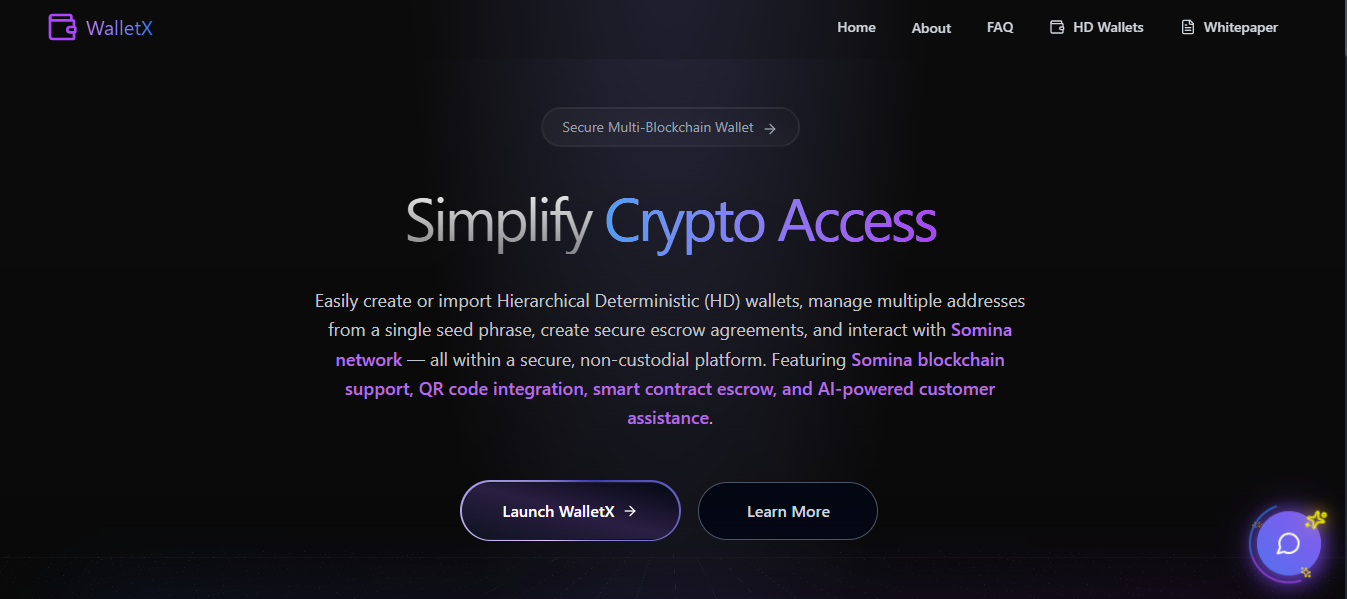 WalletX
Home
About
FAQ
HD Wallets
Whitepaper
Secure Multi-Blockchain Wallet →
Simplify Crypto Access
Easily create or import Hierarchical Deterministic (HD) wallets, manage multiple addresses
from a single seed phrase, create secure escrow agreements, and interact with Somina
network — all within a secure, non-custodial platform. Featuring Somina blockchain
support, QR code integration, smart contract escrow, and AI-powered customer
assistance.
Launch WalletX →
Learn More